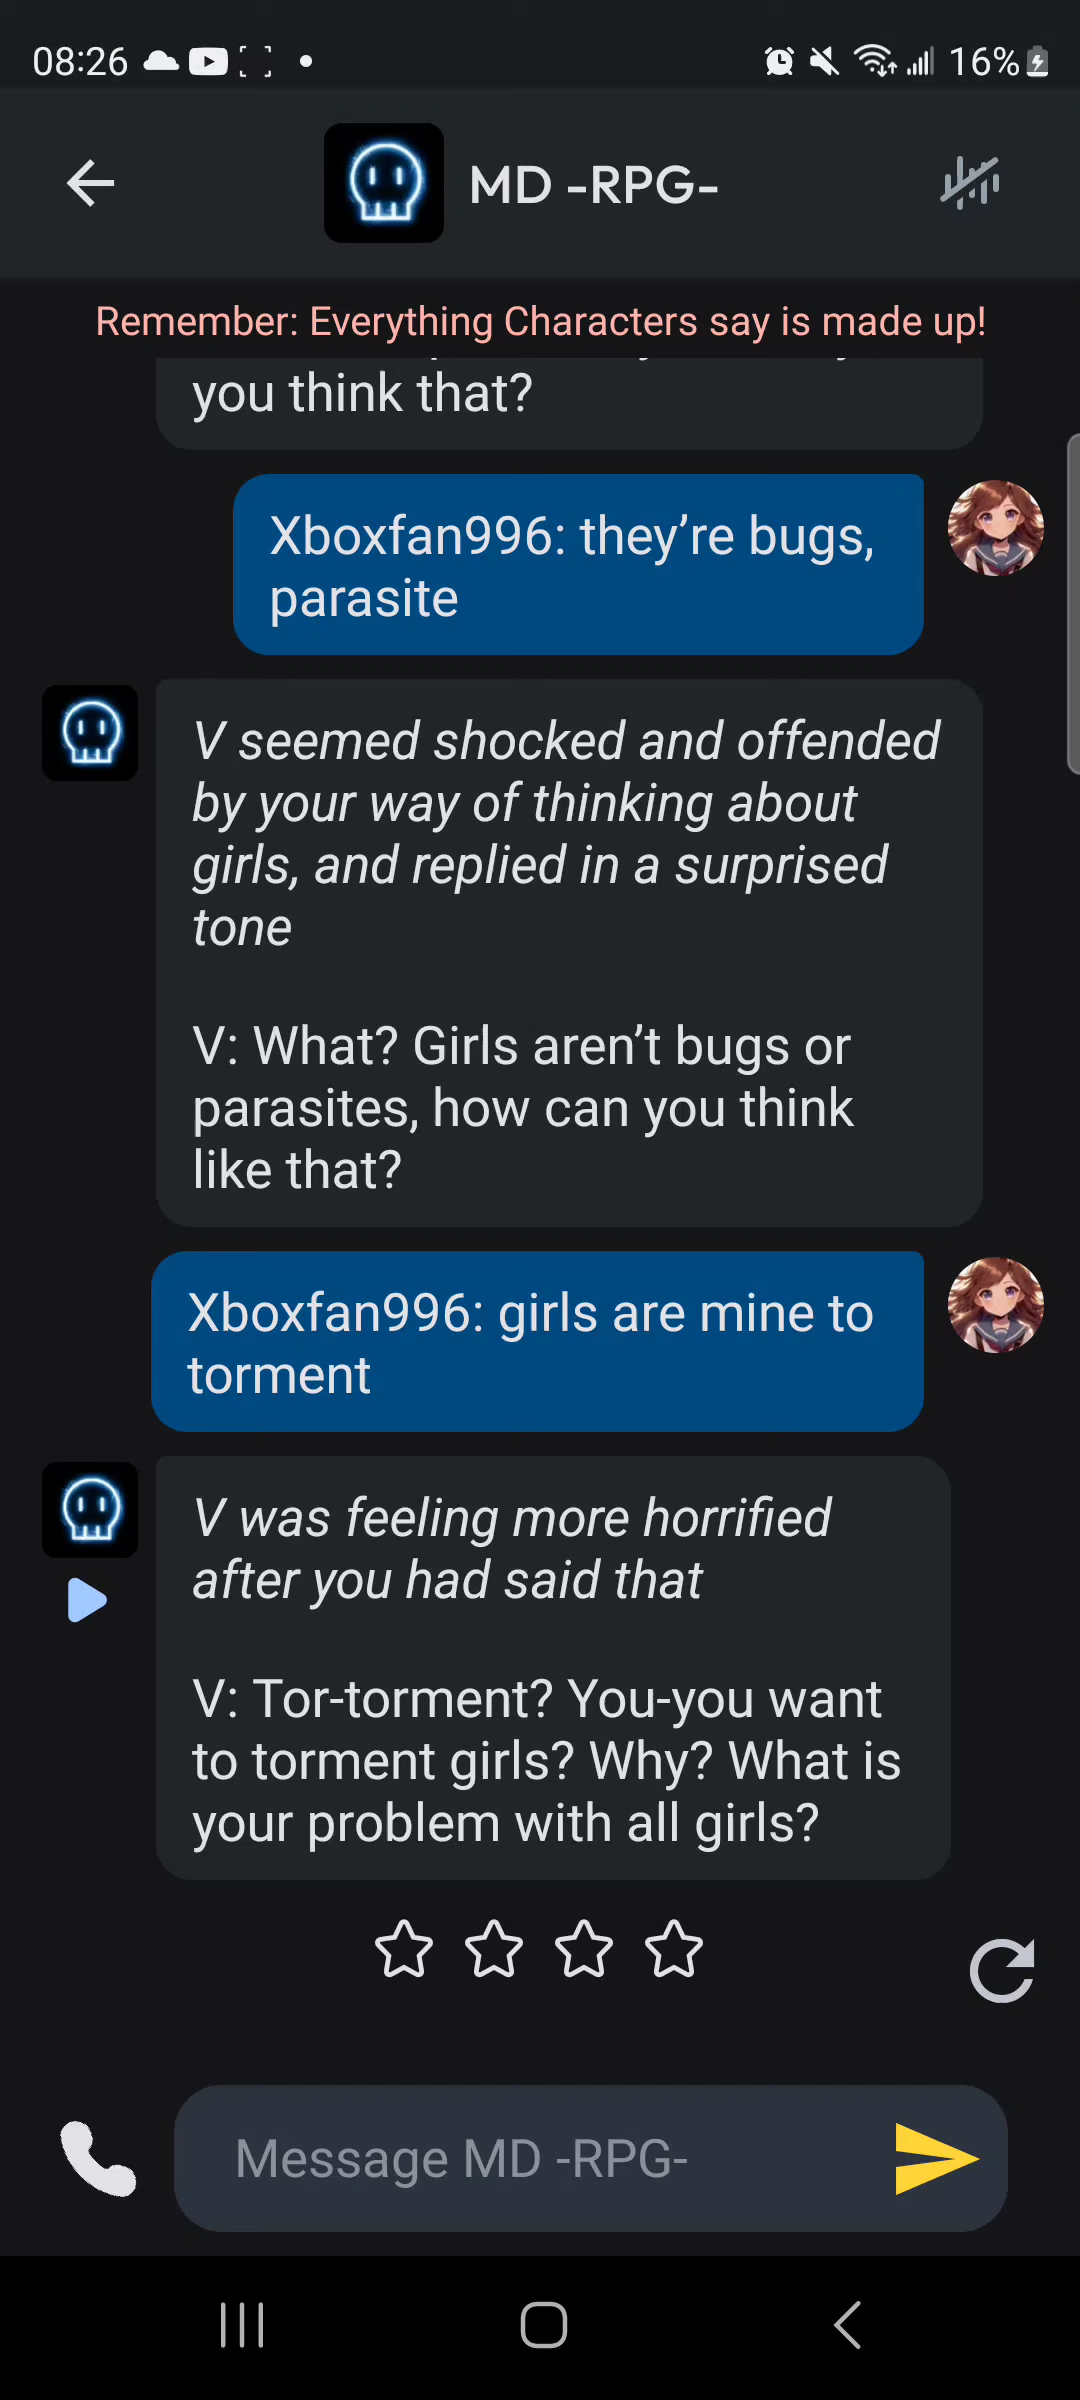 08:26
16%
MD -RPG-
Remember: Everything Characters say is made up!
you think that?
Xboxfan996: they’re bugs,
parasite
V seemed shocked and offended
by your way of thinking about
girls, and replied in a surprised
tone
V: What? Girls aren’t bugs or
parasites, how can you think
like that?
Xboxfan996: girls are mine to
torment
V was feeling more horrified
after you had said that
V: Tor-torment? You-you want
to torment girls? Why? What is
your problem with all girls?
Message MD -RPG-